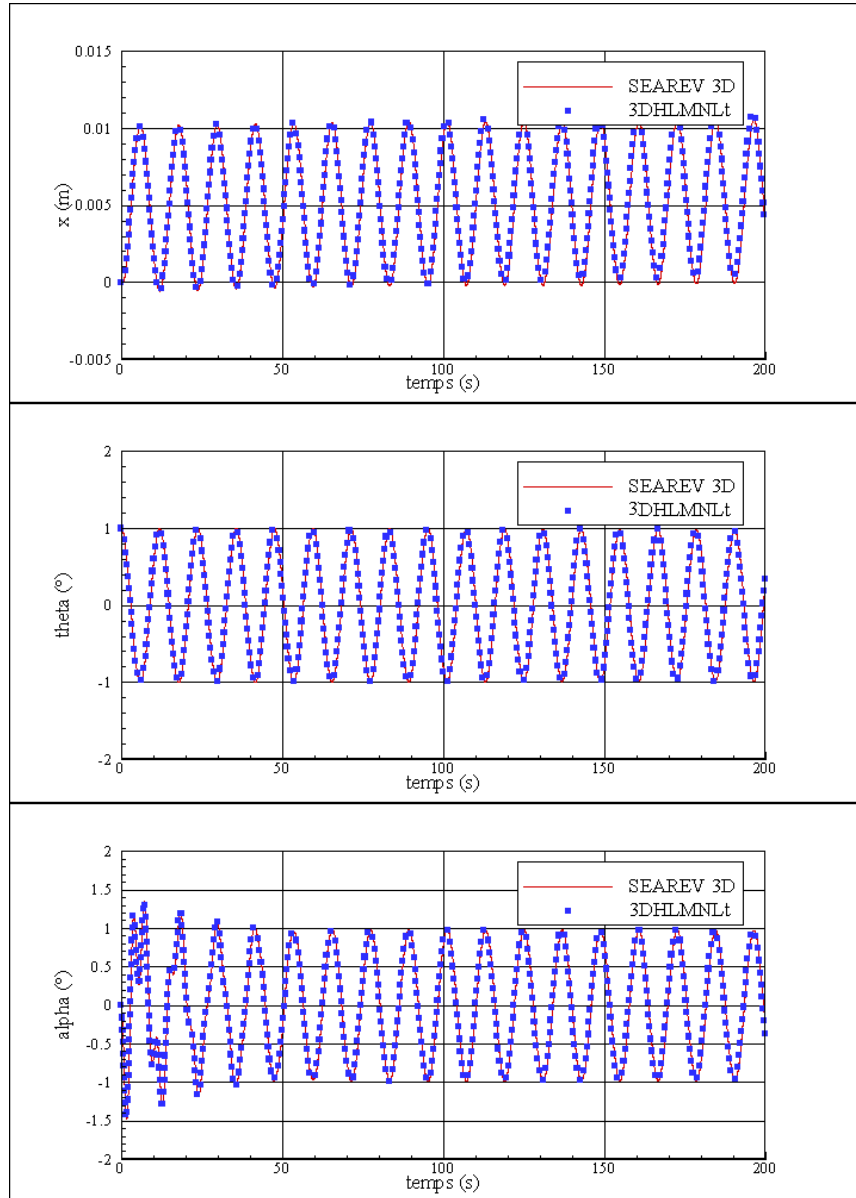 0.015
SEAREV 3D
3DHLMNLt
0.01
x (m)
0.005
0
-0.005
0
50
100
150
200
temps (s)
2
SEAREV 3D
3DHLMNLt
1
theta (°)
0
-1
-2
0
50
100
150
200
temps (s)
2
SEAREV 3D
1.5
3DHLMNLt
1
0.5
alpha (°)
0
-0.5
-1
-1.5
-2
0
50
100
150
200
temps (s)